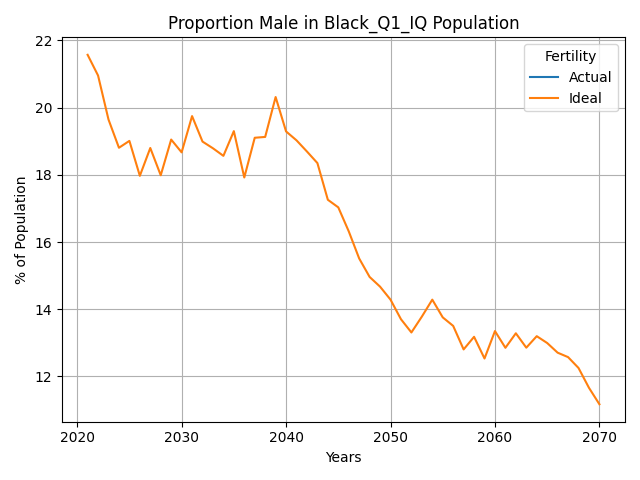 Proportion Male in Black_Q1_IQ Population
22
20
18
16
14
12
% of Population
Fertility
Actual
Ideal
2020 2030 2040 2050 2060 2070
Years